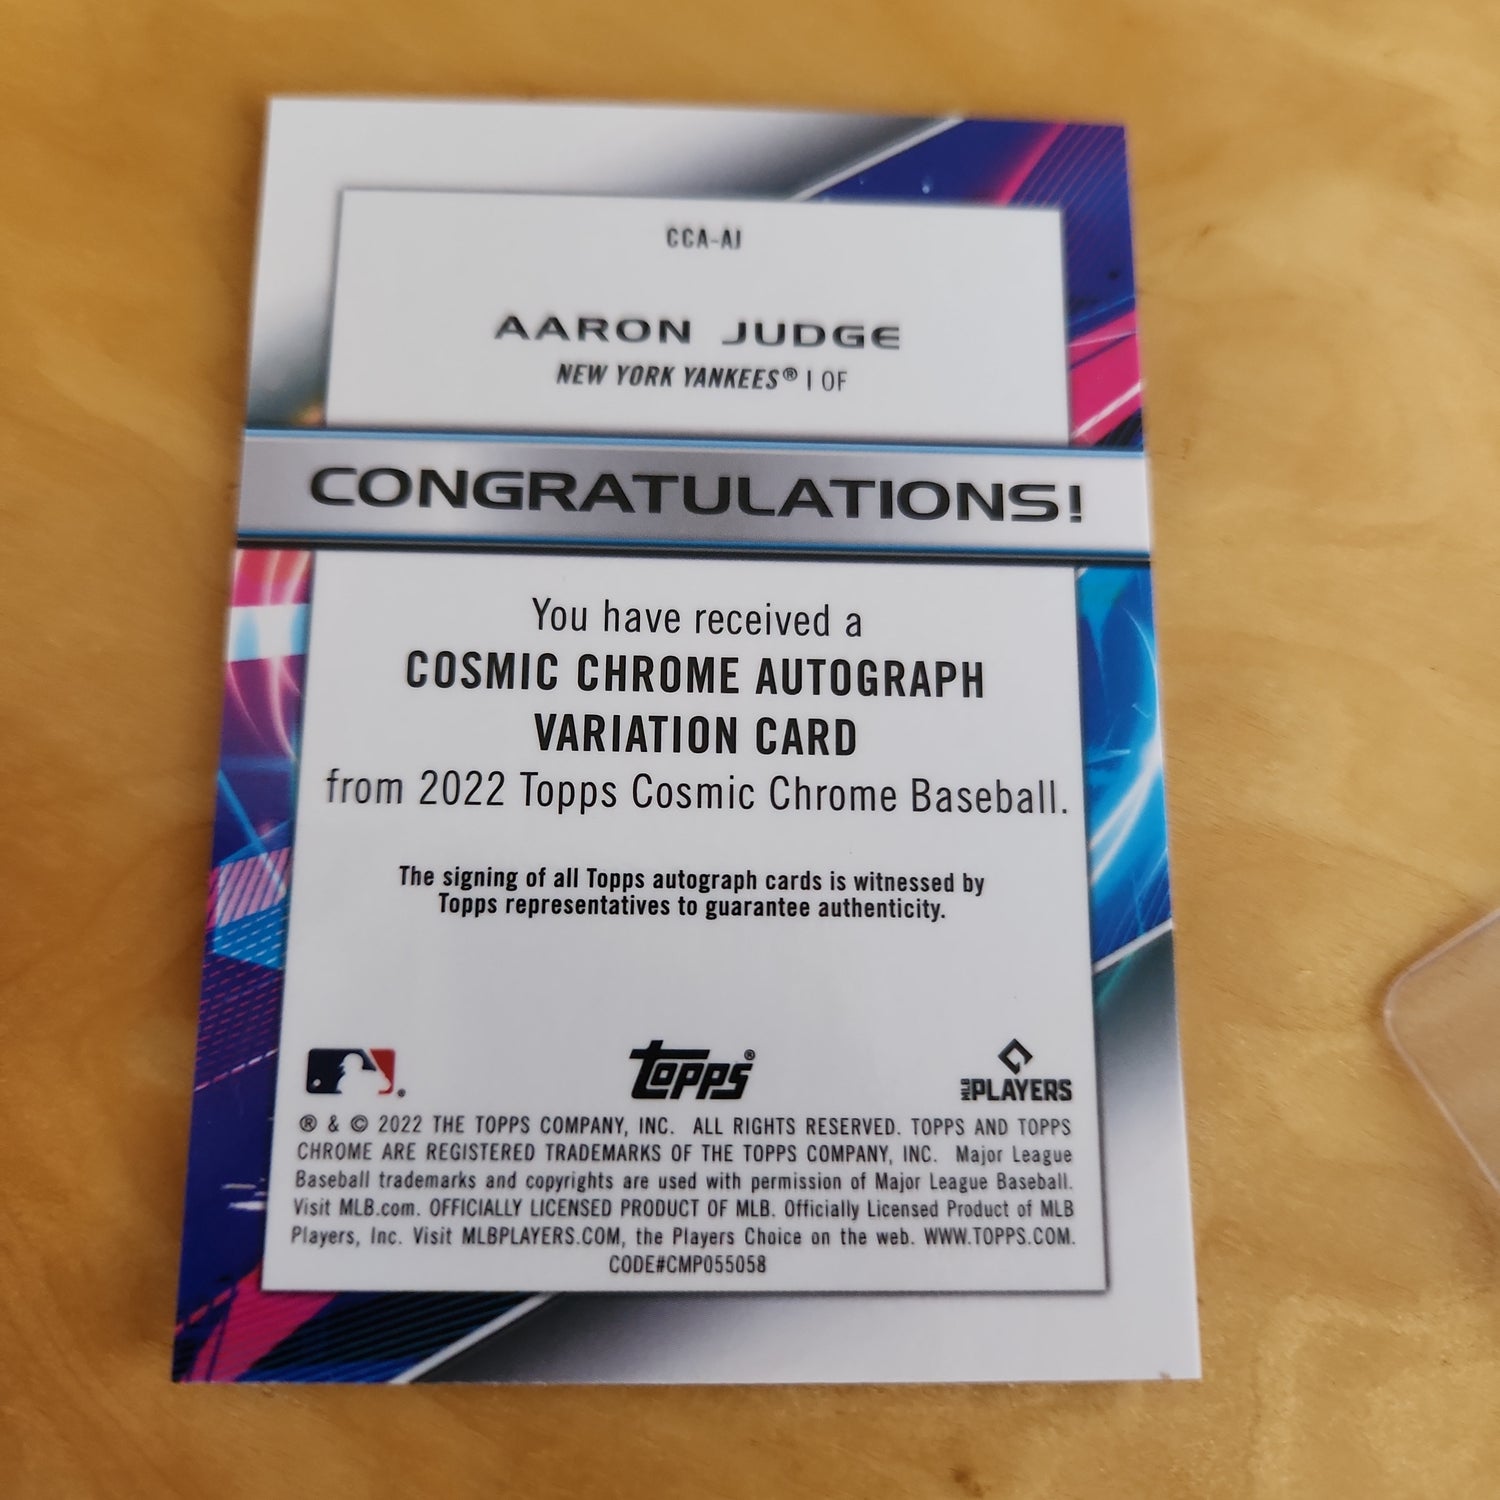 CCA-AJ
AARON JUDGE
NEW YORK YANKEES® | OF
CONGRATULATIONS!
You have received a
COSMIC CHROME AUTOGRAPH
VARIATION CARD
from 2022 Topps Cosmic Chrome Baseball.
The signing of all Topps autograph cards is witnessed by
Topps representatives to guarantee authenticity.
® Topps® MLB PLAYERS
® & © 2022 THE TOPPS COMPANY, INC. ALL RIGHTS RESERVED. TOPPS AND TOPPS
CHROME ARE REGISTERED TRADEMARKS OF THE TOPPS COMPANY, INC. Major League
Baseball trademarks and copyrights are used with permission of Major League Baseball.
Visit MLB.com. OFFICIALLY LICENSED PRODUCT OF MLB. Officially Licensed Product of MLB
Players, Inc. Visit MLBPLAYERS.COM, the Players Choice on the web. WWW.TOPPS.COM.
CODE#CMP055058